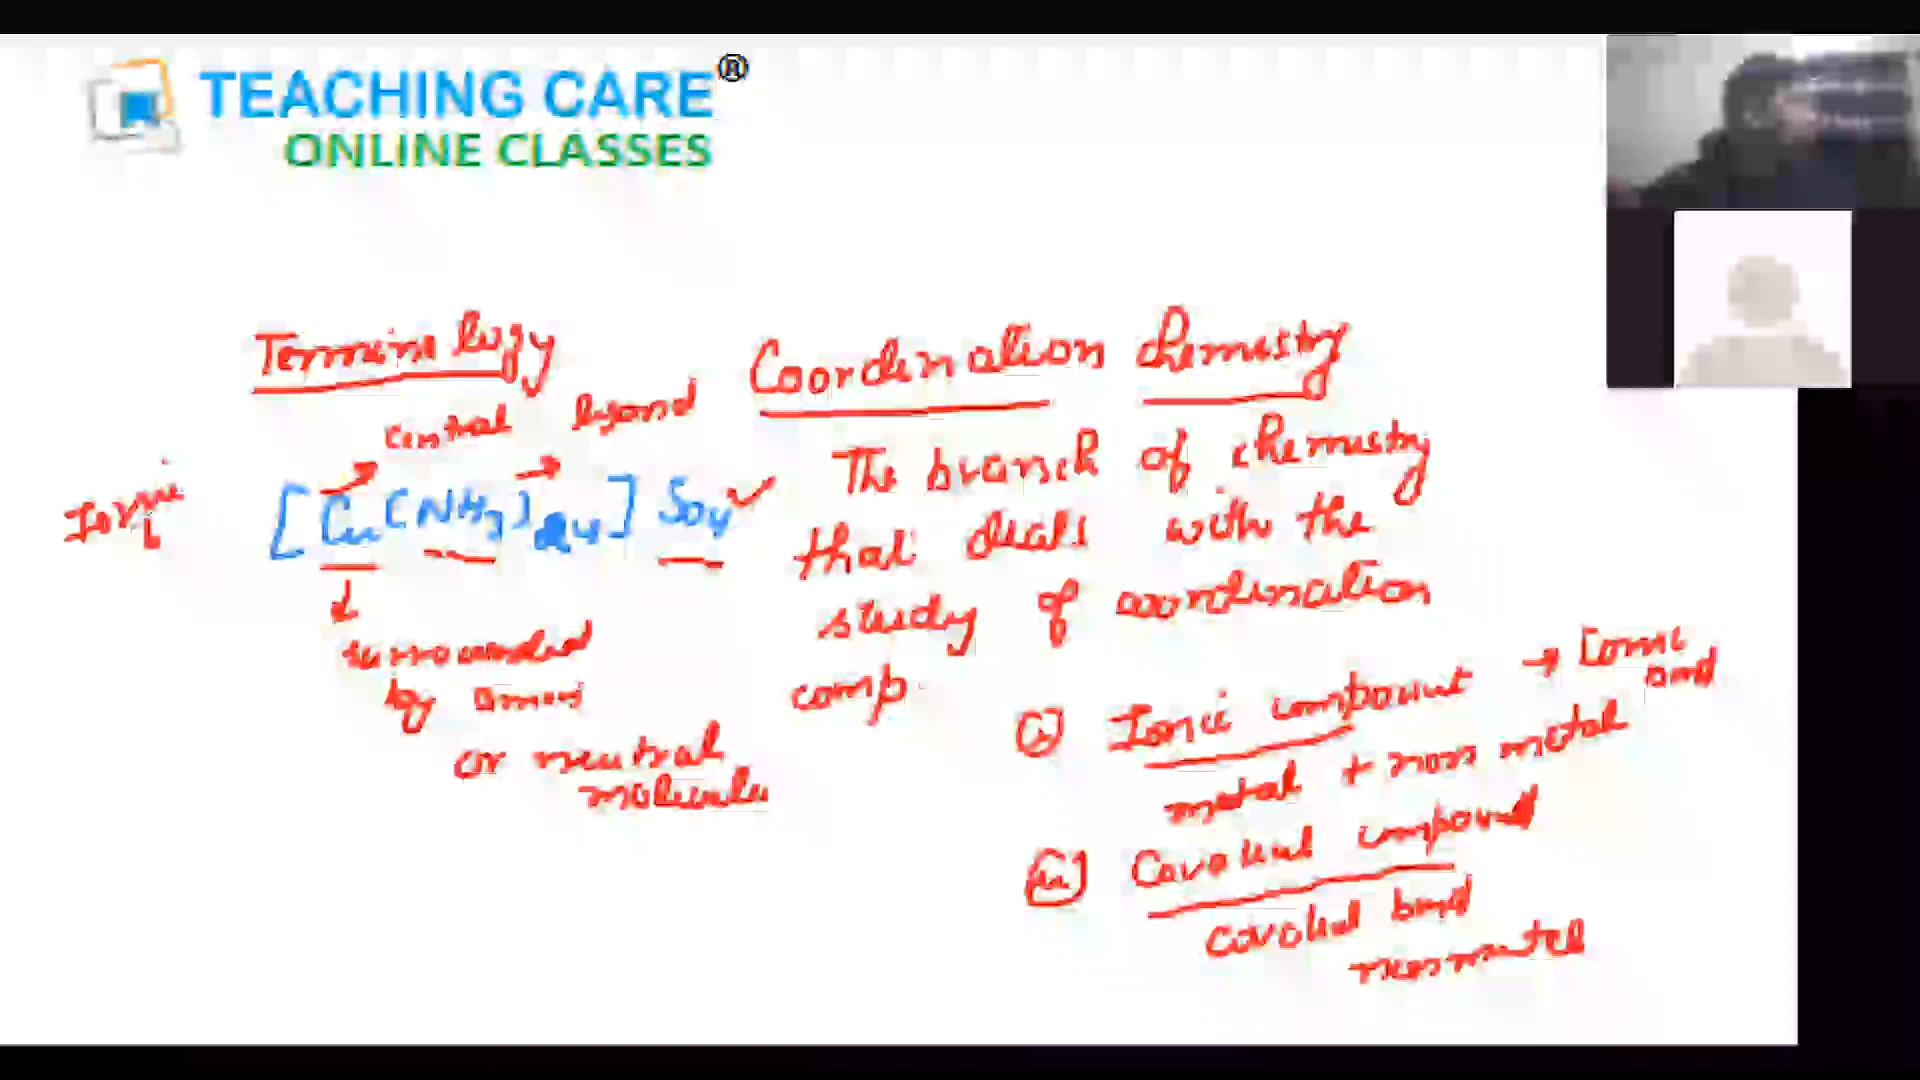 TEACHING CARE®
ONLINE CLASSES
Terminology
central ligand
Ionic [Cu(NH3)4] SO4
surrounded
by anions
or neutral
molecule
Coordination chemistry
The branch of chemistry
that deals with the
study of coordination
comp.
(i) Ionic compound → Ionic
bond
metal + non metal
(ii) Covalent compound
covalent bond
nonmetal